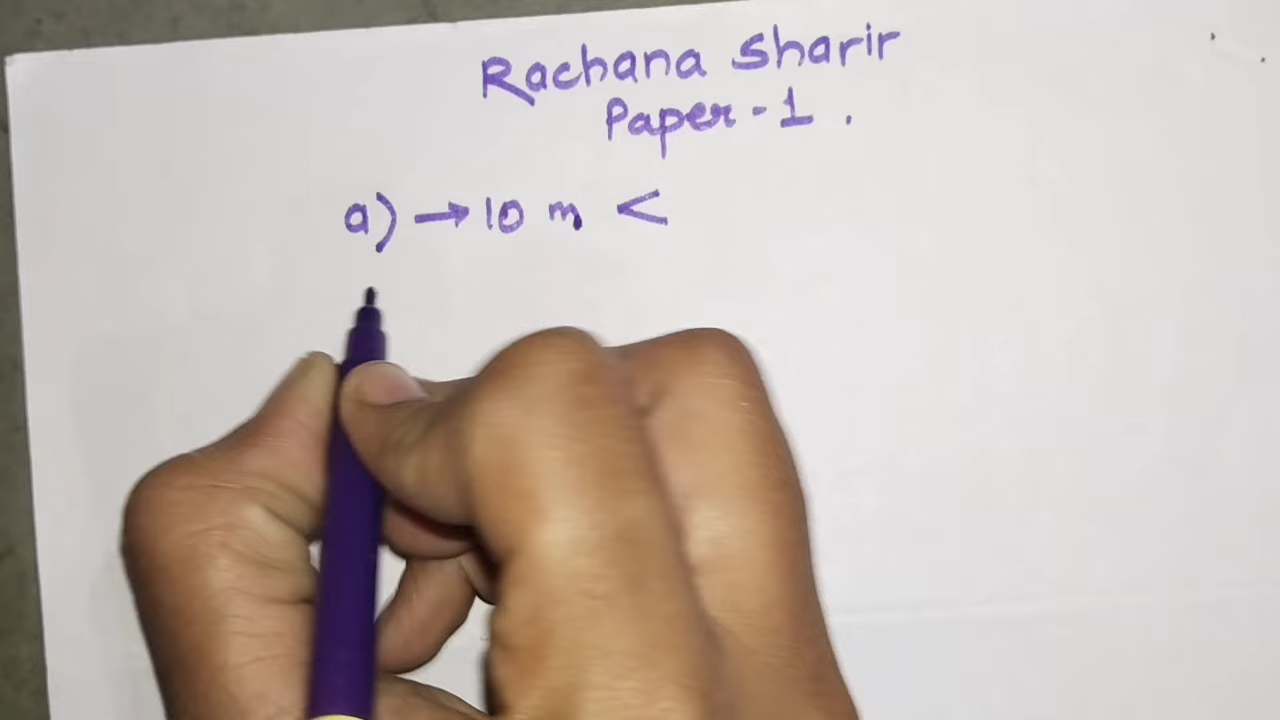 Rachana Sharir
Paper - 1 .
a) → 10 m <